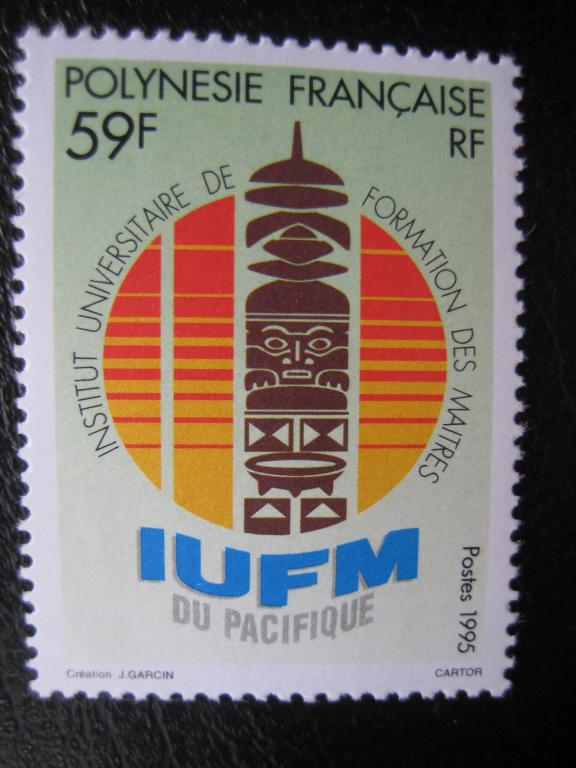 POLYNESIE FRANÇAISE
59F
RF
INSTITUT UNIVERSITAIRE DE
FORMATION DES MAITRES
IUFM
DU PACIFIQUE
Postes 1995
Création J.GARCIN
CARTOR